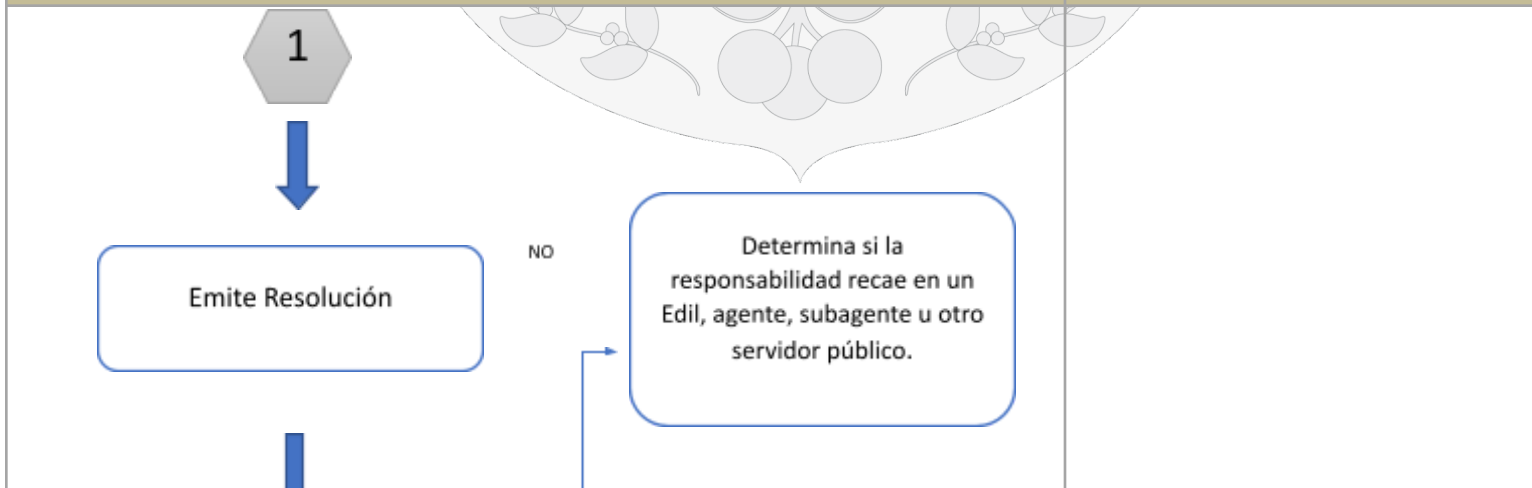 1
Emite Resolución
NO
Determina si la
responsabilidad recae en un
Edil, agente, subagente u otro
servidor público.